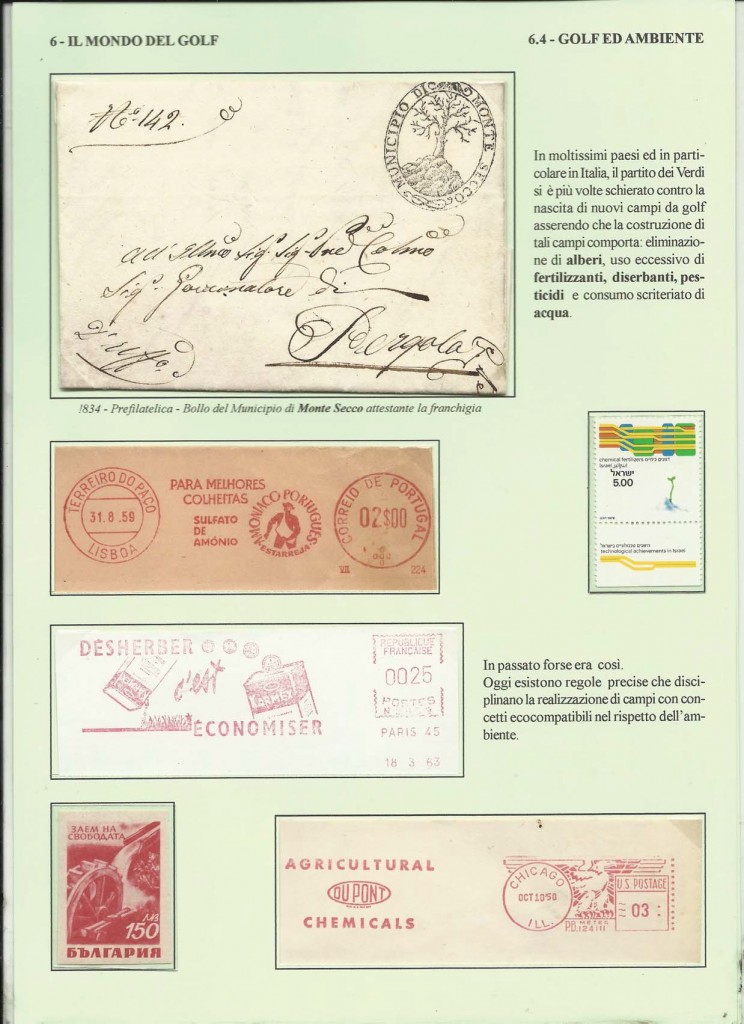 6 - IL MONDO DEL GOLF
6.4 - GOLF ED AMBIENTE
N.º 142.
MUNICIPIO DI MONTE SECCO
Pergola
In moltissimi paesi ed in parti-
colare in Italia, il partito dei Verdi
si è più volte schierato contro la
nascita di nuovi campi da golf
asserendo che la costruzione di
tali campi comporta: eliminazio-
ne di alberi, uso eccessivo di
fertilizzanti, diserbanti, pes-
ticidi e consumo scriteriato di
acqua.
!834 - Prefilatelica - Bollo del Municipio di Monte Secco attestante la franchigia
TERREIRO DO PAÇO
31.8.59
LISBOA
PARA MELHORES
COLHEITAS
SULFATO
DE
AMÓNIO
AMONIACO PORTUGUES
ESTARREJA
CORREIO DE PORTUGAL
02$00
224
chemical fertilizers
Israel
ישראל
5.00
technological achievements in Israel
DÉSHERBER
c'est
ÉCONOMISER
REPUBLIQUE
FRANCAISE
0025
POSTES
PARIS 45
18 3 63
In passato forse era così.
Oggi esistono regole precise che disci-
plinano la realizzazione di campi con con-
cetti ecocompatibili nel rispetto dell'am-
biente.
ЗАЕМ НА
СВОБОДАТА
ЛВ
150
БЪЛГАРИЯ
AGRICULTURAL
DU PONT
CHEMICALS
CHICAGO
OCT 10 '50
ILL.
U.S. POSTAGE
03
P.B. METER